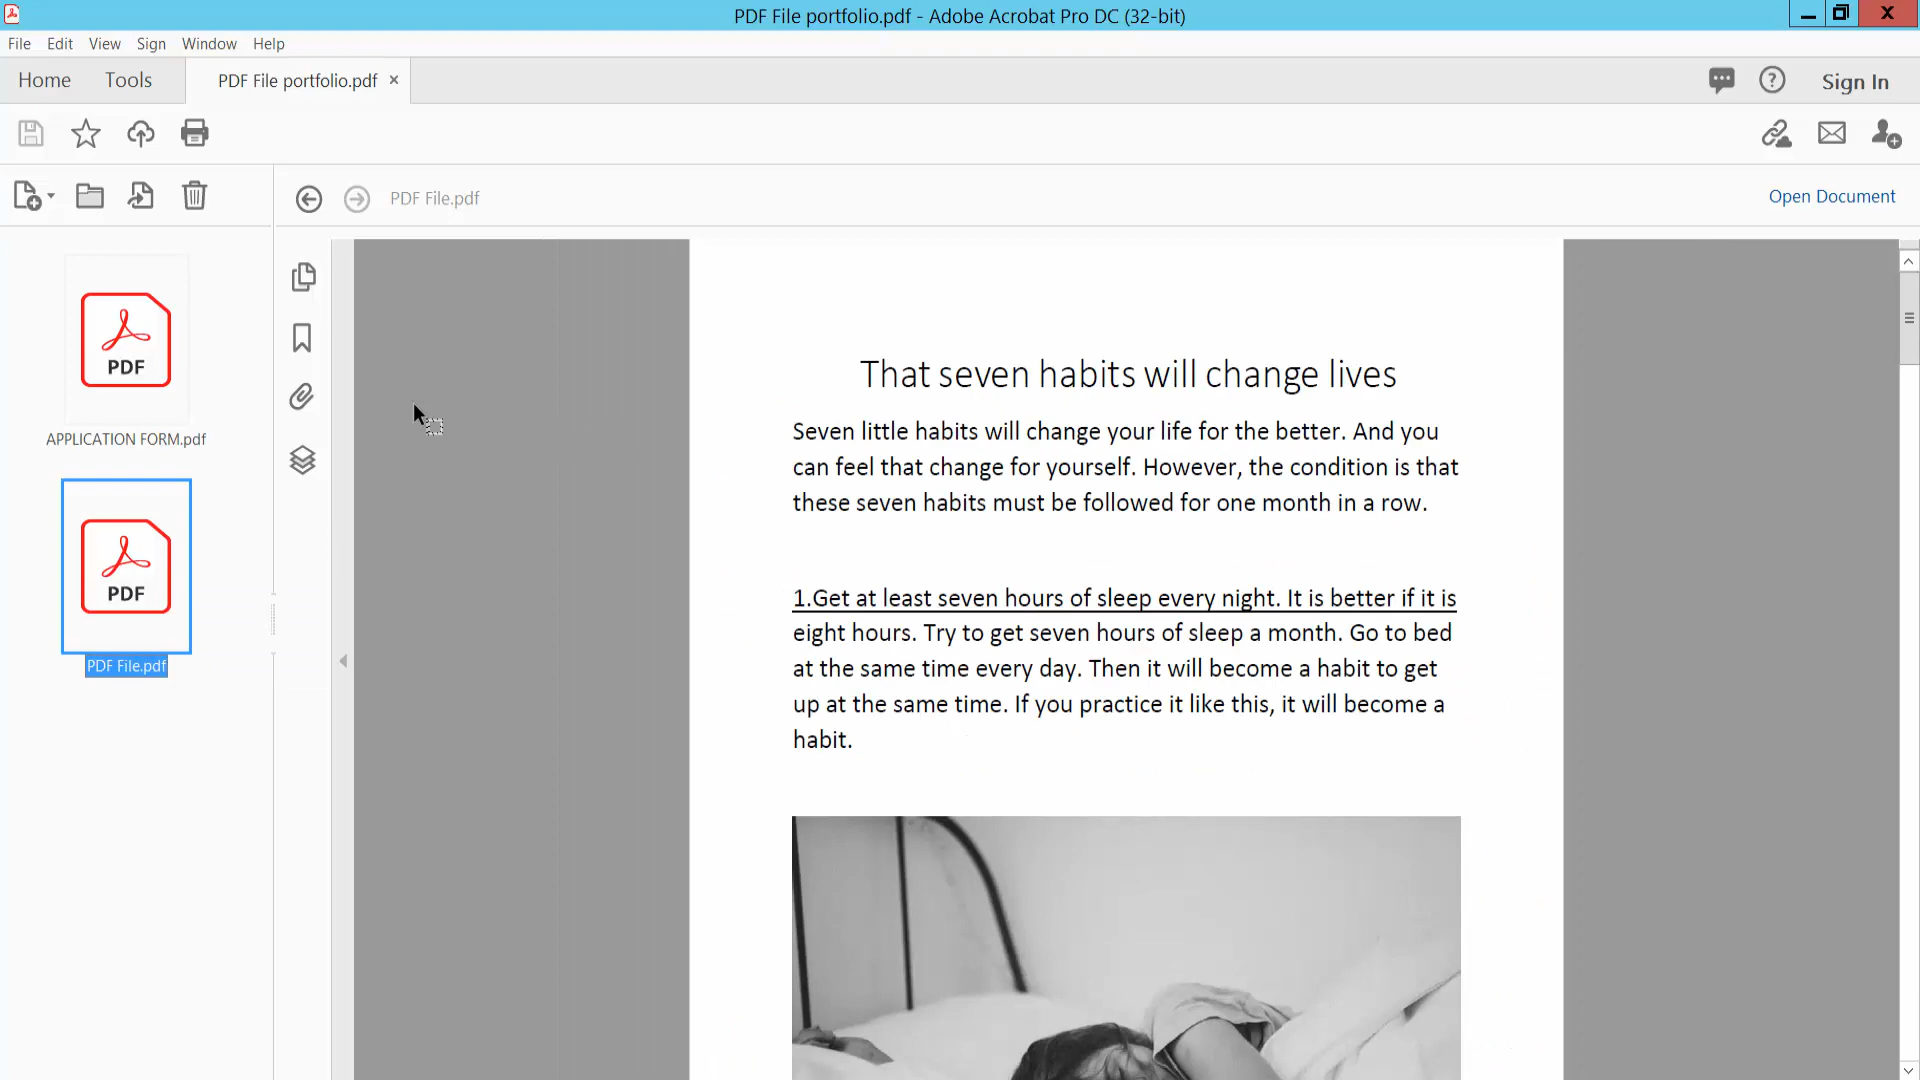 PDF File portfolio.pdf - Adobe Acrobat Pro DC (32-bit)
File Edit View Sign Window Help
Home Tools PDF File portfolio.pdf × Sign In
PDF File.pdf Open Document
PDF
APPLICATION FORM.pdf
PDF
PDF File.pdf
That seven habits will change lives
Seven little habits will change your life for the better. And you
can feel that change for yourself. However, the condition is that
these seven habits must be followed for one month in a row.
1.Get at least seven hours of sleep every night. It is better if it is
eight hours. Try to get seven hours of sleep a month. Go to bed
at the same time every day. Then it will become a habit to get
up at the same time. If you practice it like this, it will become a
habit.